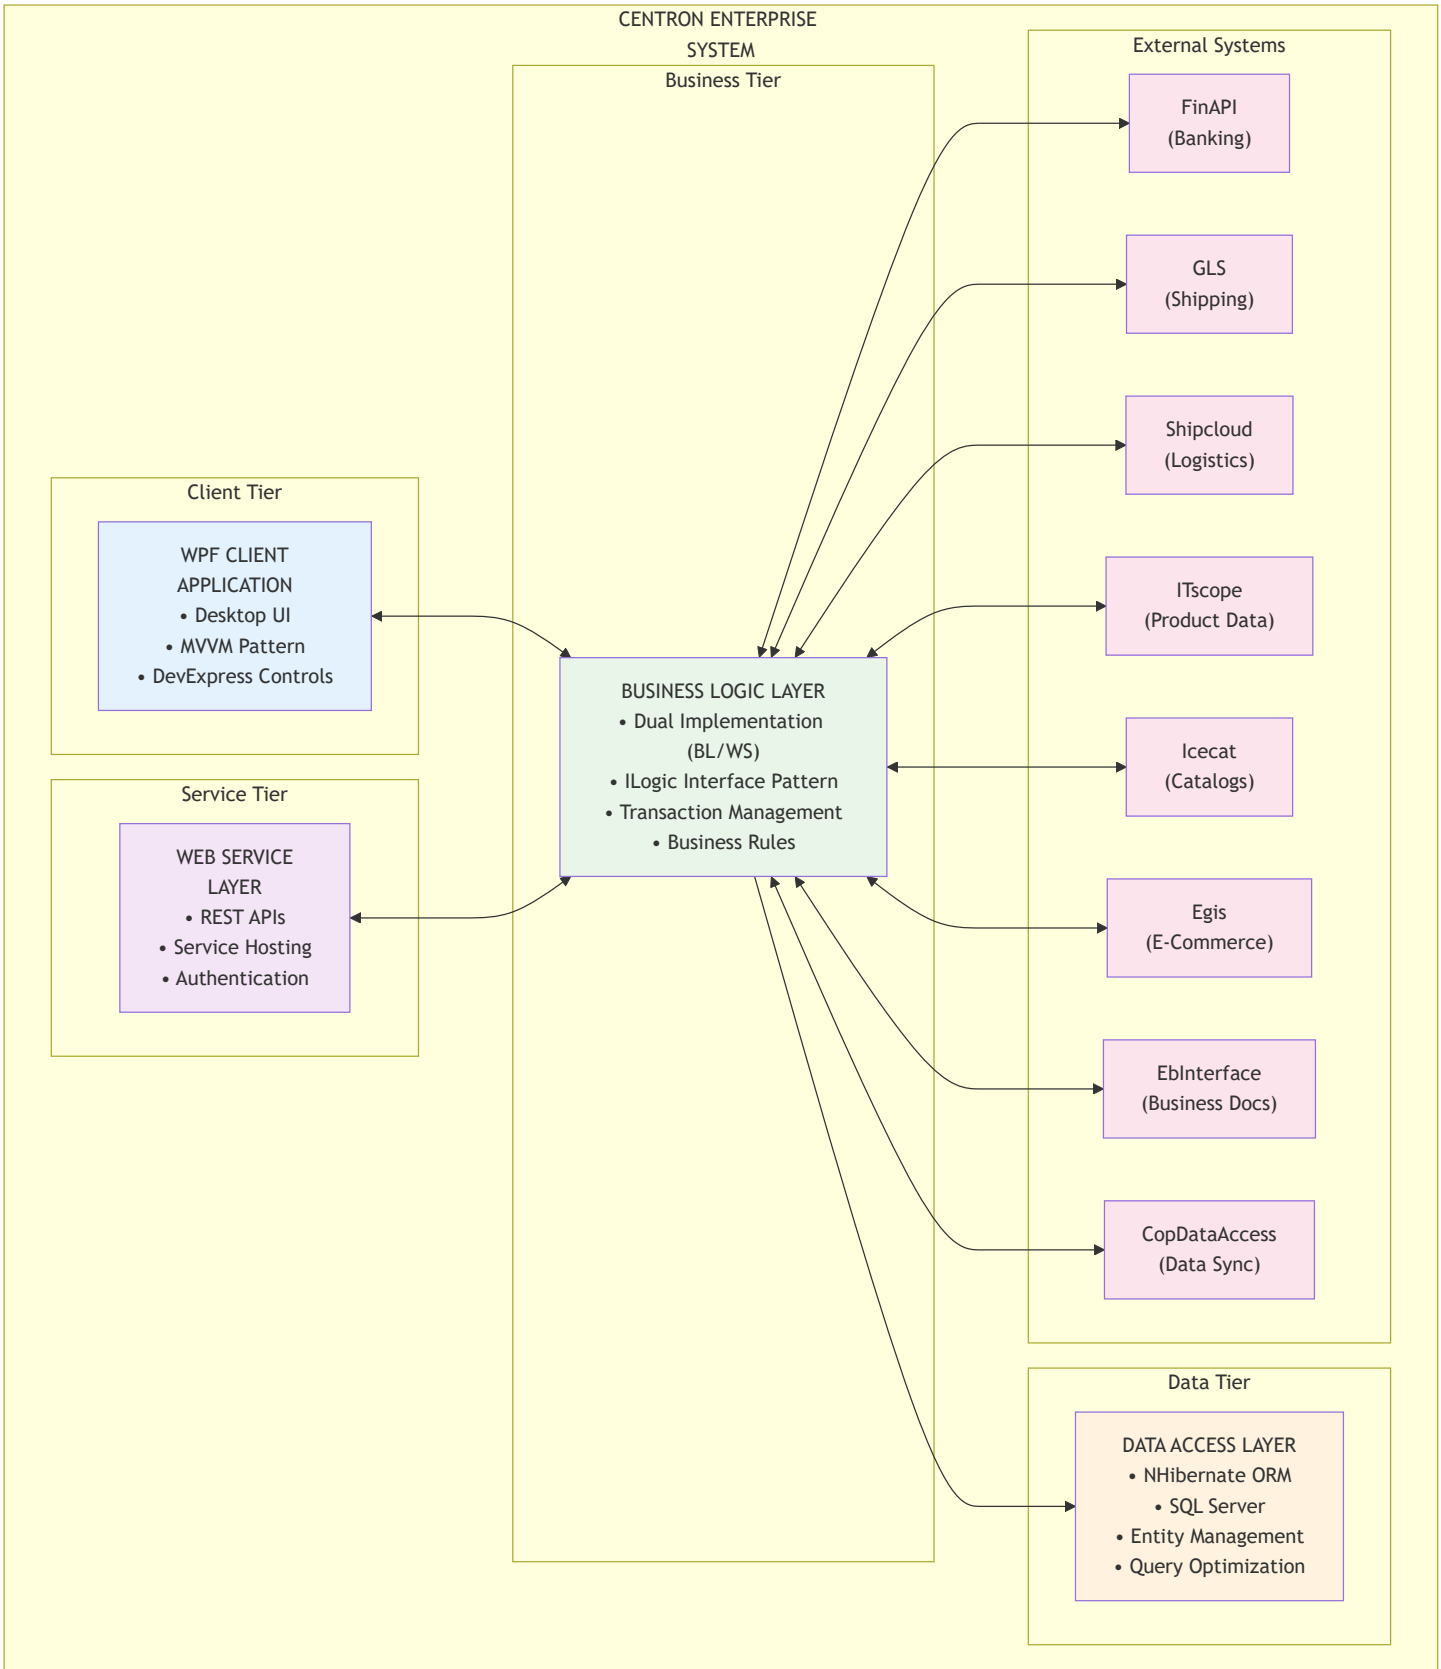 CENTRON ENTERPRISE
SYSTEM
Business Tier
External Systems
FinAPI
(Banking)
GLS
(Shipping)
Shipcloud
(Logistics)
ITscope
(Product Data)
Icecat
(Catalogs)
Egis
(E-Commerce)
EbInterface
(Business Docs)
CopDataAccess
(Data Sync)
Client Tier
WPF CLIENT
APPLICATION
• Desktop UI
• MVVM Pattern
• DevExpress Controls
Service Tier
WEB SERVICE
LAYER
• REST APIs
• Service Hosting
• Authentication
BUSINESS LOGIC LAYER
• Dual Implementation
(BL/WS)
• ILogic Interface Pattern
• Transaction Management
• Business Rules
Data Tier
DATA ACCESS LAYER
• NHibernate ORM
• SQL Server
• Entity Management
• Query Optimization